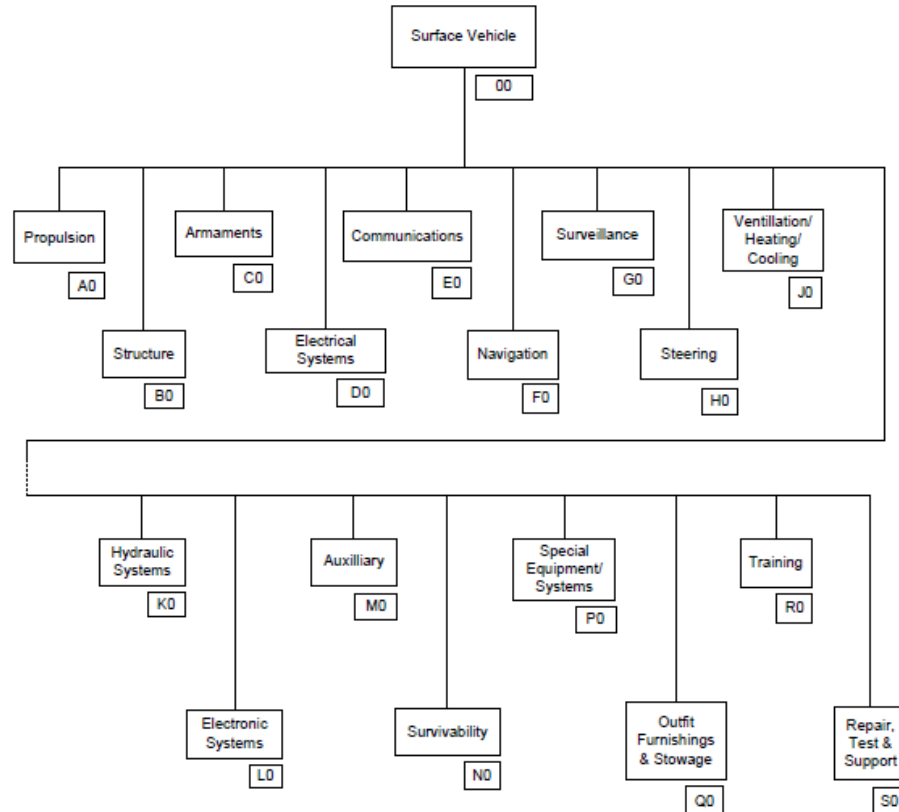 Surface Vehicle
00
Propulsion
A0
Armaments
C0
Communications
E0
Surveillance
G0
Ventillation/
Heating/
Cooling
J0
Structure
B0
Electrical
Systems
D0
Navigation
F0
Steering
H0
Hydraulic
Systems
K0
Auxilliary
M0
Special
Equipment/
Systems
P0
Training
R0
Electronic
Systems
L0
Survivability
N0
Outfit
Furnishings
& Stowage
Q0
Repair,
Test &
Support
S0